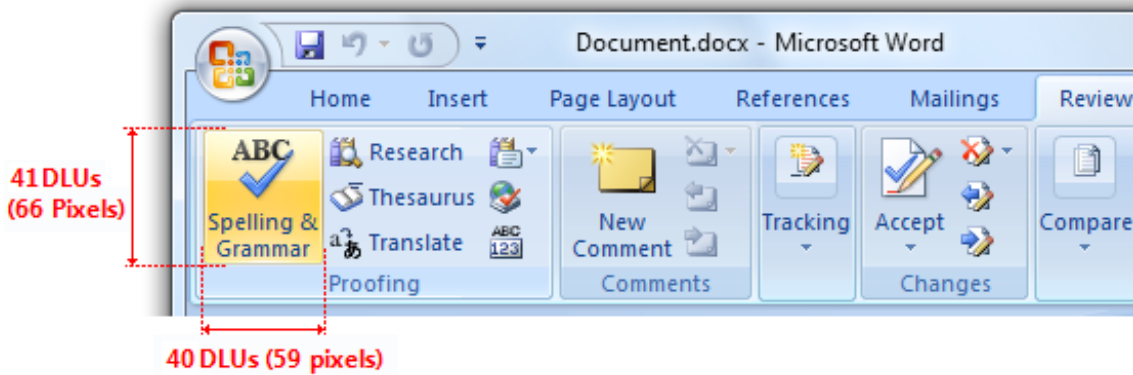 Document.docx - Microsoft Word
Home Insert Page Layout References Mailings Review
ABC Research
Thesaurus
Spelling &
Grammar
Translate
ABC
123
Proofing
New
Comment
Comments
Tracking
Accept
Changes
Compare
41 DLUs
(66 Pixels)
40 DLUs (59 pixels)